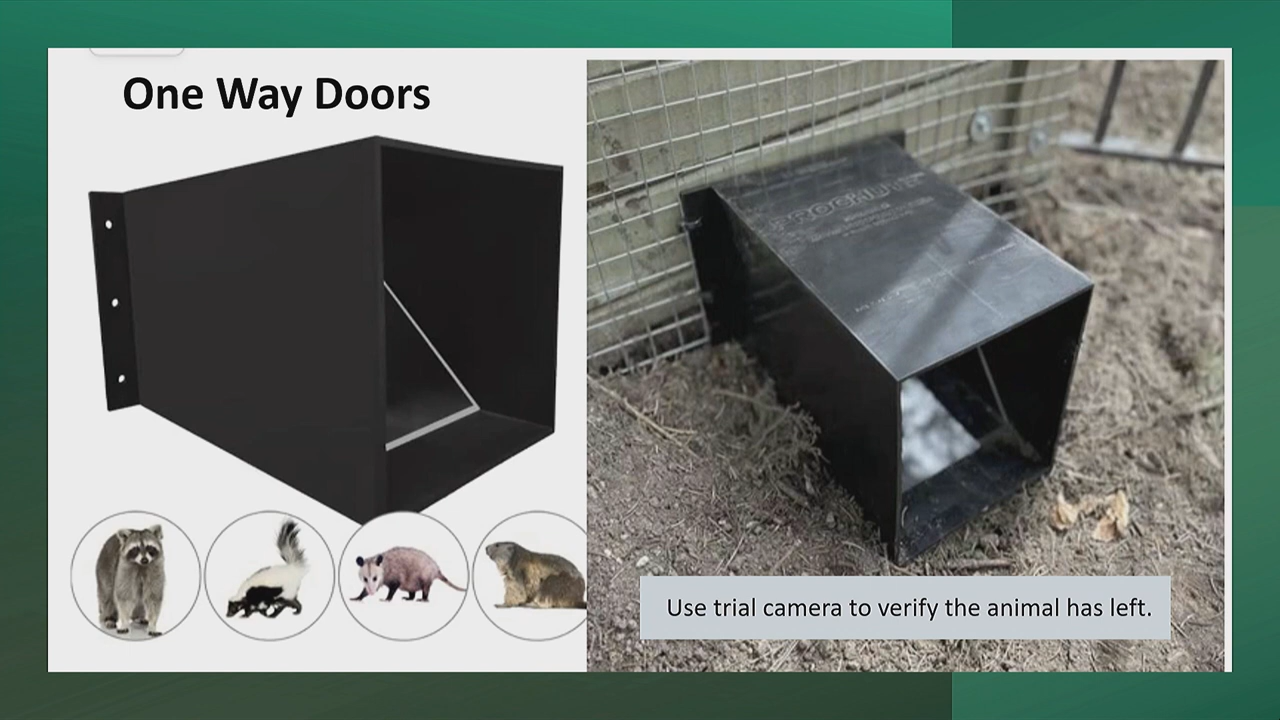 One Way Doors
Use trial camera to verify the animal has left.